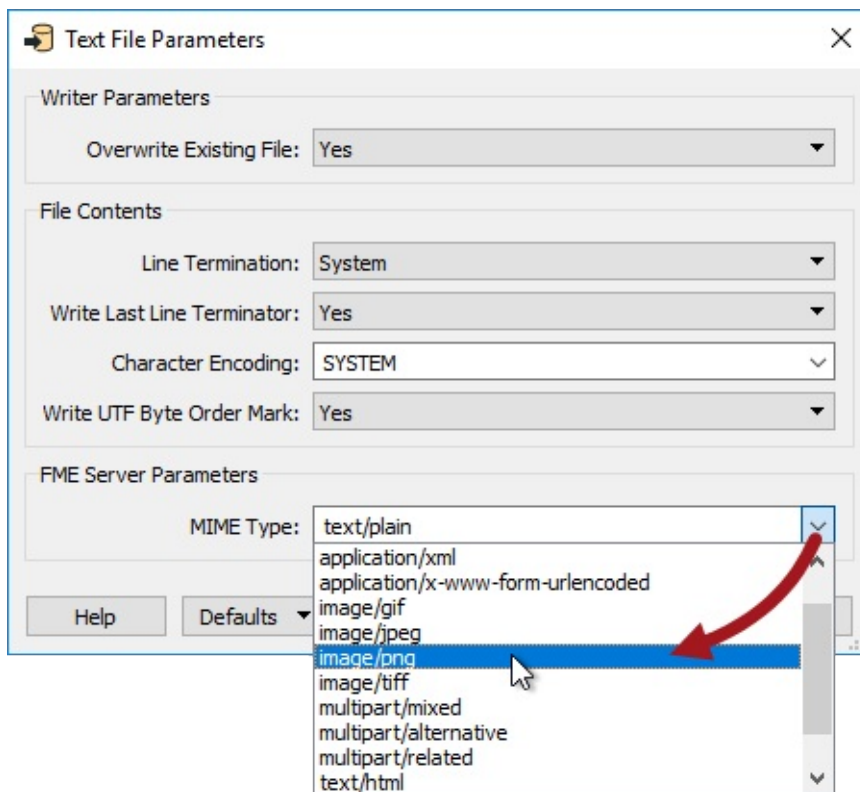 Text File Parameters
Writer Parameters
Overwrite Existing File: Yes
File Contents
Line Termination: System
Write Last Line Terminator: Yes
Character Encoding: SYSTEM
Write UTF Byte Order Mark: Yes
FME Server Parameters
MIME Type: text/plain
application/xml
application/x-www-form-urlencoded
image/gif
Help Defaults
image/jpeg
image/png
image/tiff
multipart/mixed
multipart/alternative
multipart/related
text/html